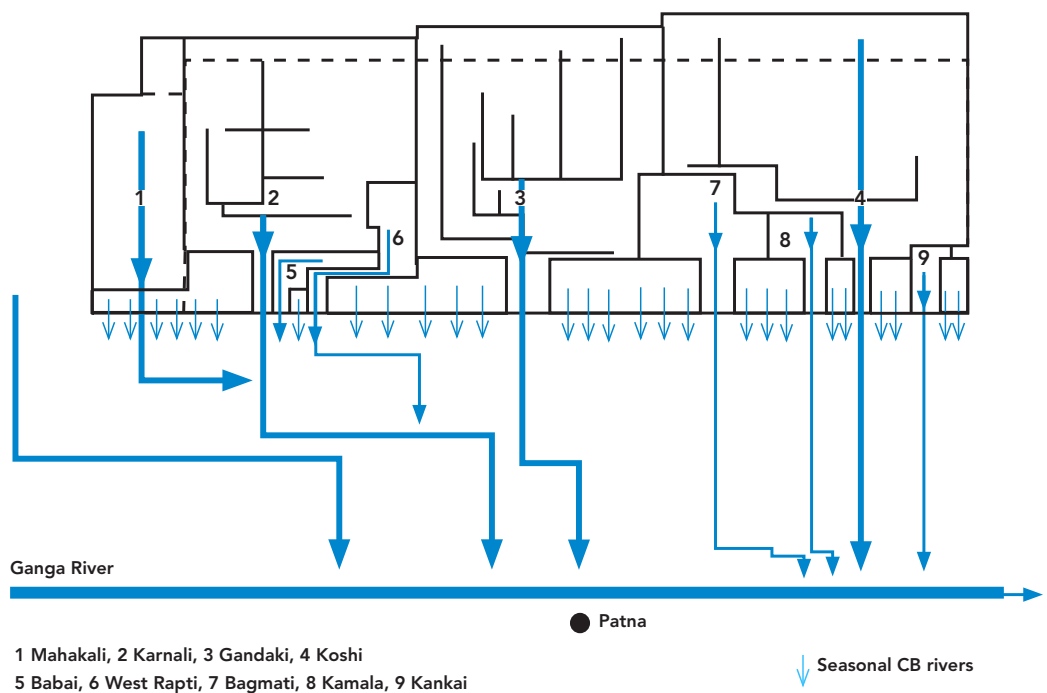 1
2
3
4
5
6
7
8
9
Ganga River
Patna
1 Mahakali, 2 Karnali, 3 Gandaki, 4 Koshi
5 Babai, 6 West Rapti, 7 Bagmati, 8 Kamala, 9 Kankai
Seasonal CB rivers